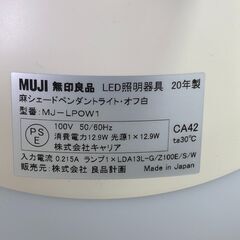 MUJI 無印良品 LED照明器具 20年製
麻シェードペンダントライト・オフ白
型番: MJ-LPOW1
PSE
100V 50/60Hz
消費電力12.9W 光源1×12.9W
株式会社キャリア
CA42
ta30℃
入力電流 0.215A ランプ1×LDA13L-G/Z100E/S/W
販売元: 株式会社 良品計画
Made in Japan